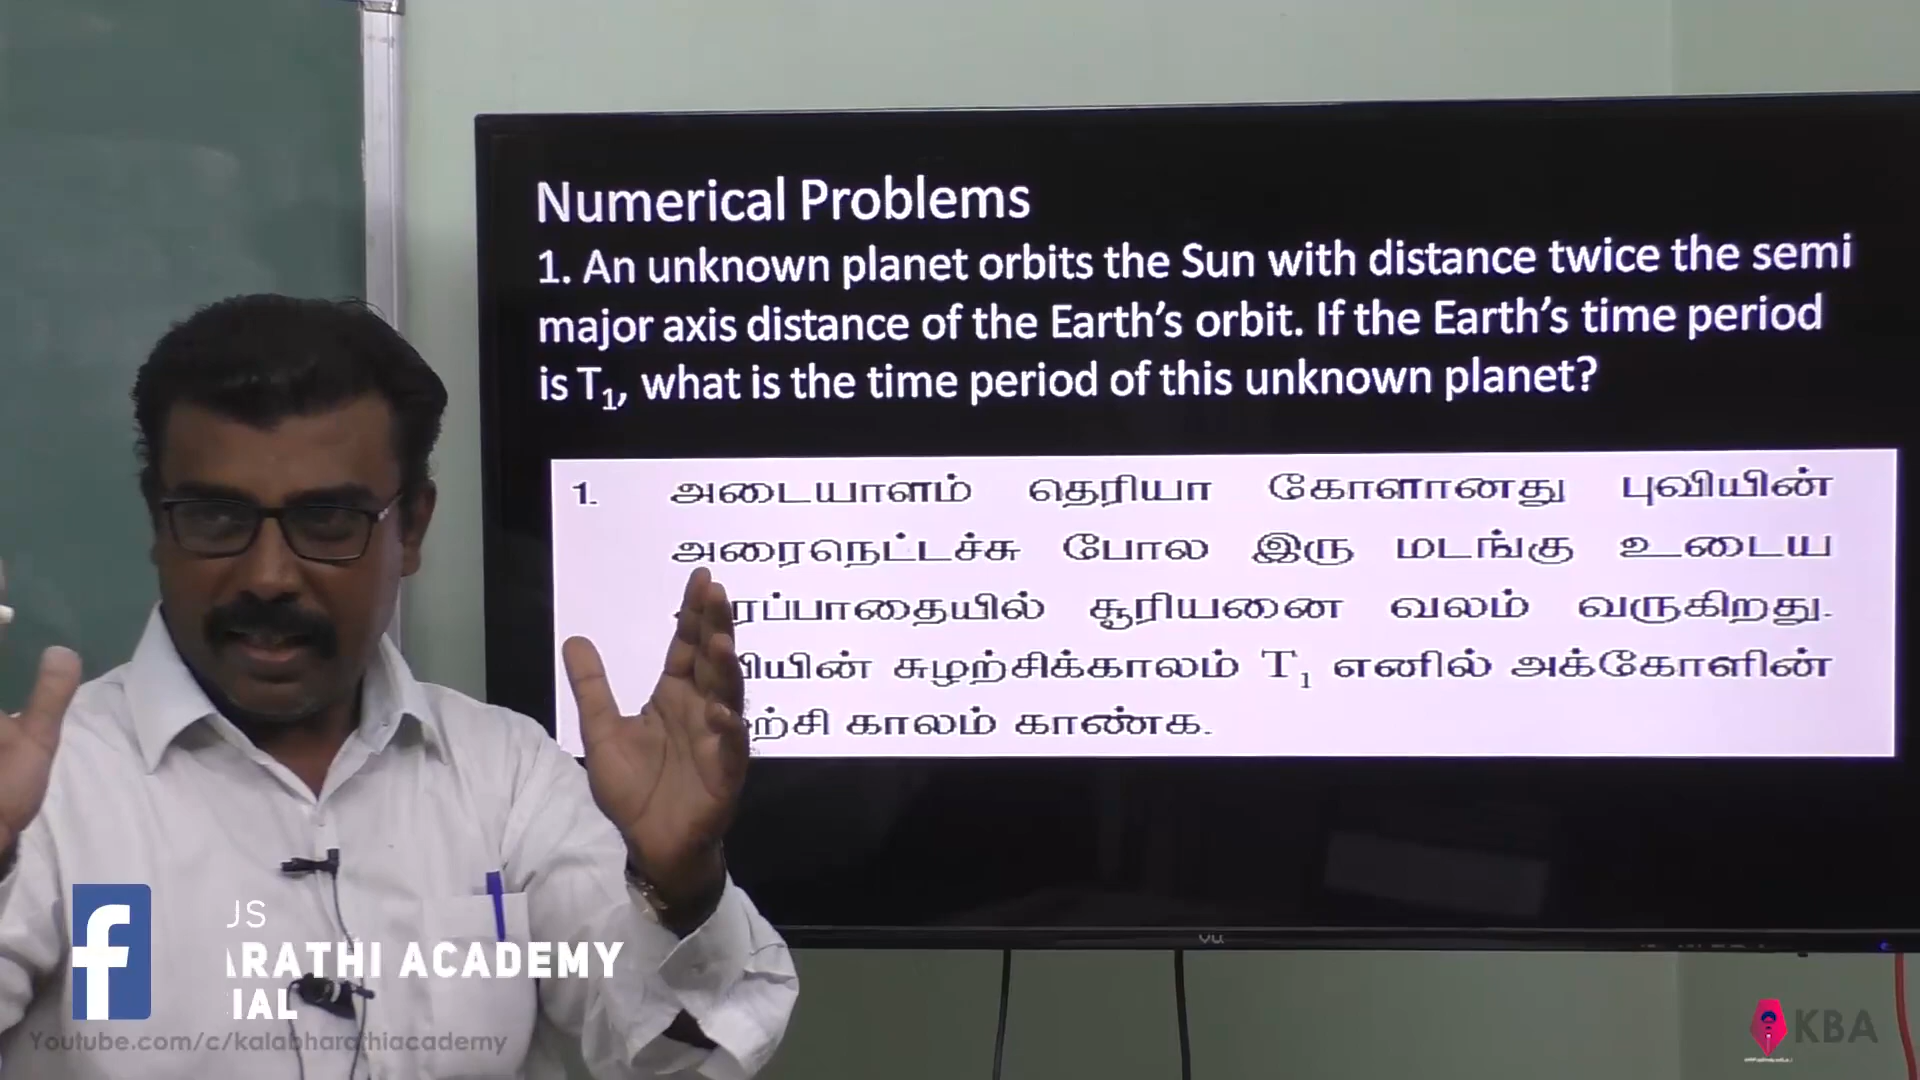 Numerical Problems
1. An unknown planet orbits the Sun with distance twice the semi
major axis distance of the Earth's orbit. If the Earth's time period
is T₁, what is the time period of this unknown planet?
1. அடையாளம் தெரியா கோளானது புவியின்
அரைநெட்டச்சு போல இரு மடங்கு உடைய
சூரியனை வலம் வருகிறது.
சுழற்சிக்காலம் T₁ எனில் அக்கோளின்
காலம் காண்க.
vu
ACADEMY
Youtube.com/c/kalabharathiacademy
KBA